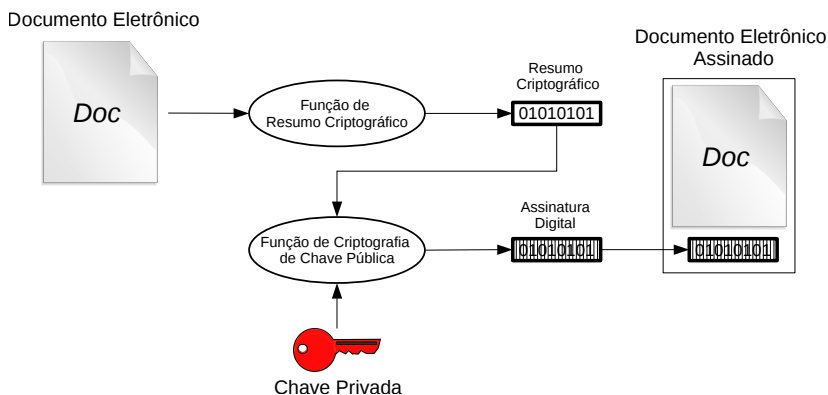 Documento Eletrônico
Documento Eletrônico
Assinado
Doc
Função de
Resumo Criptográfico
Resumo
Criptográfico
01010101
Doc
Função de Criptografia
de Chave Pública
Assinatura
Digital
01010101
01010101
Chave Privada